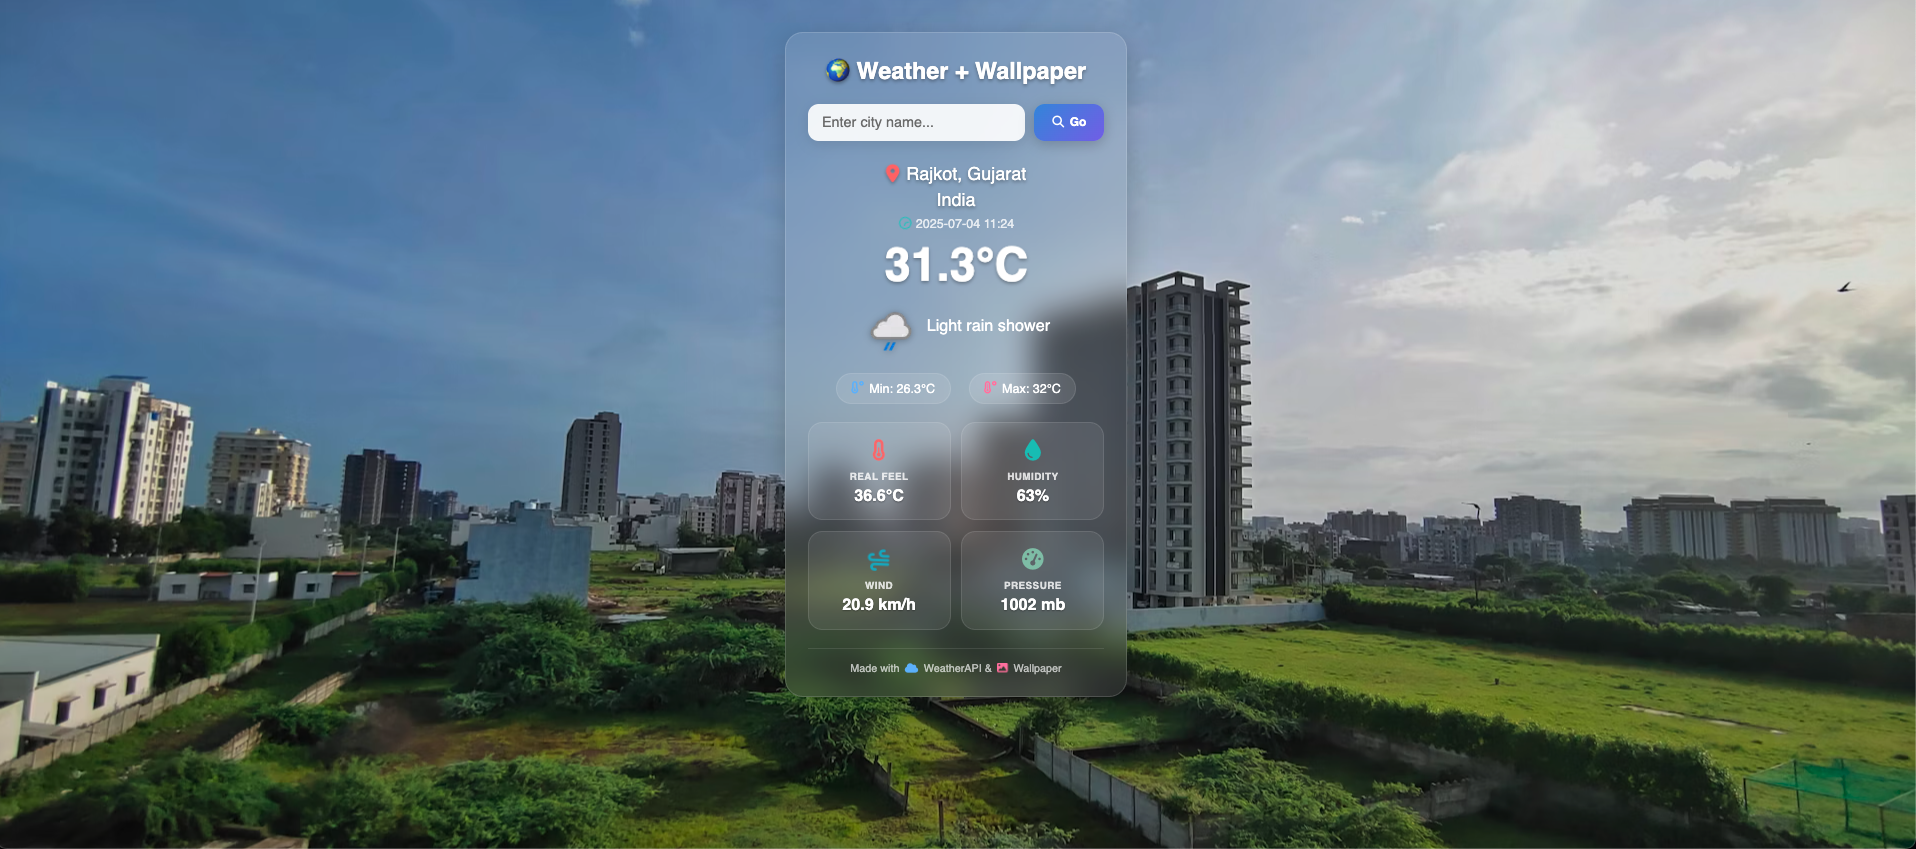 Weather + Wallpaper
Enter city name...
Go
Rajkot, Gujarat
India
2025-07-04 11:24
31.3°C
Light rain shower
Min: 26.3°C
Max: 32°C
REAL FEEL
36.6°C
HUMIDITY
63%
WIND
20.9 km/h
PRESSURE
1002 mb
Made with WeatherAPI & Wallpaper